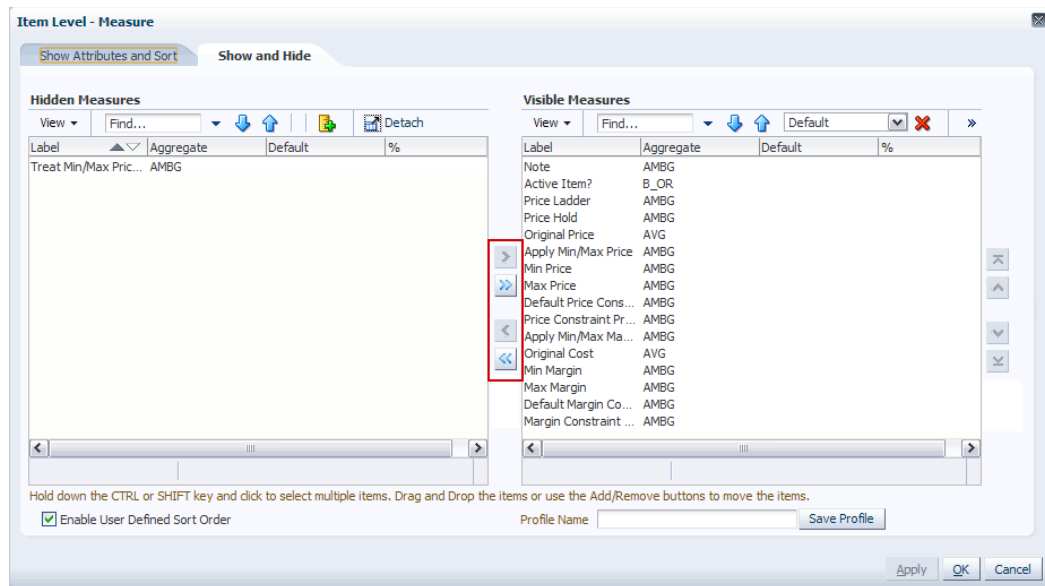 Item Level - Measure
Show Attributes and Sort Show and Hide
Hidden Measures
View Find... Detach
Label Aggregate Default %
Treat Min/Max Pric... AMBG
Visible Measures
View Find... Default »
Label Aggregate Default %
Note AMBG
Active Item? B_OR
Price Ladder AMBG
Price Hold AMBG
Original Price AVG
Apply Min/Max Price AMBG
Min Price AMBG
Max Price AMBG
Default Price Cons... AMBG
Price Constraint Pr... AMBG
Apply Min/Max Ma... AMBG
Original Cost AVG
Min Margin AMBG
Max Margin AMBG
Default Margin Co... AMBG
Margin Constraint ... AMBG
Hold down the CTRL or SHIFT key and click to select multiple items. Drag and Drop the items or use the Add/Remove buttons to move the items.
Enable User Defined Sort Order
Profile Name Save Profile
Apply OK Cancel